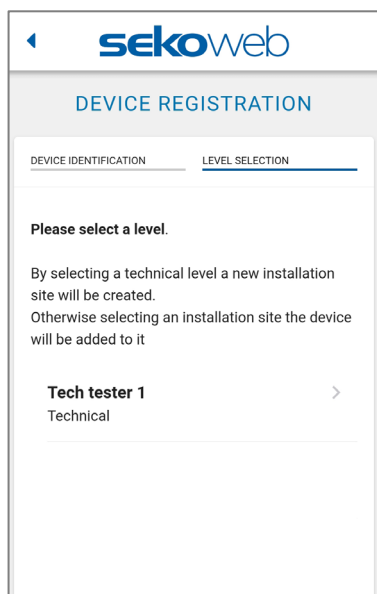 sekoweb
DEVICE REGISTRATION
DEVICE IDENTIFICATION
LEVEL SELECTION
Please select a level.
By selecting a technical level a new installation
site will be created.
Otherwise selecting an installation site the device
will be added to it
Tech tester 1
Technical